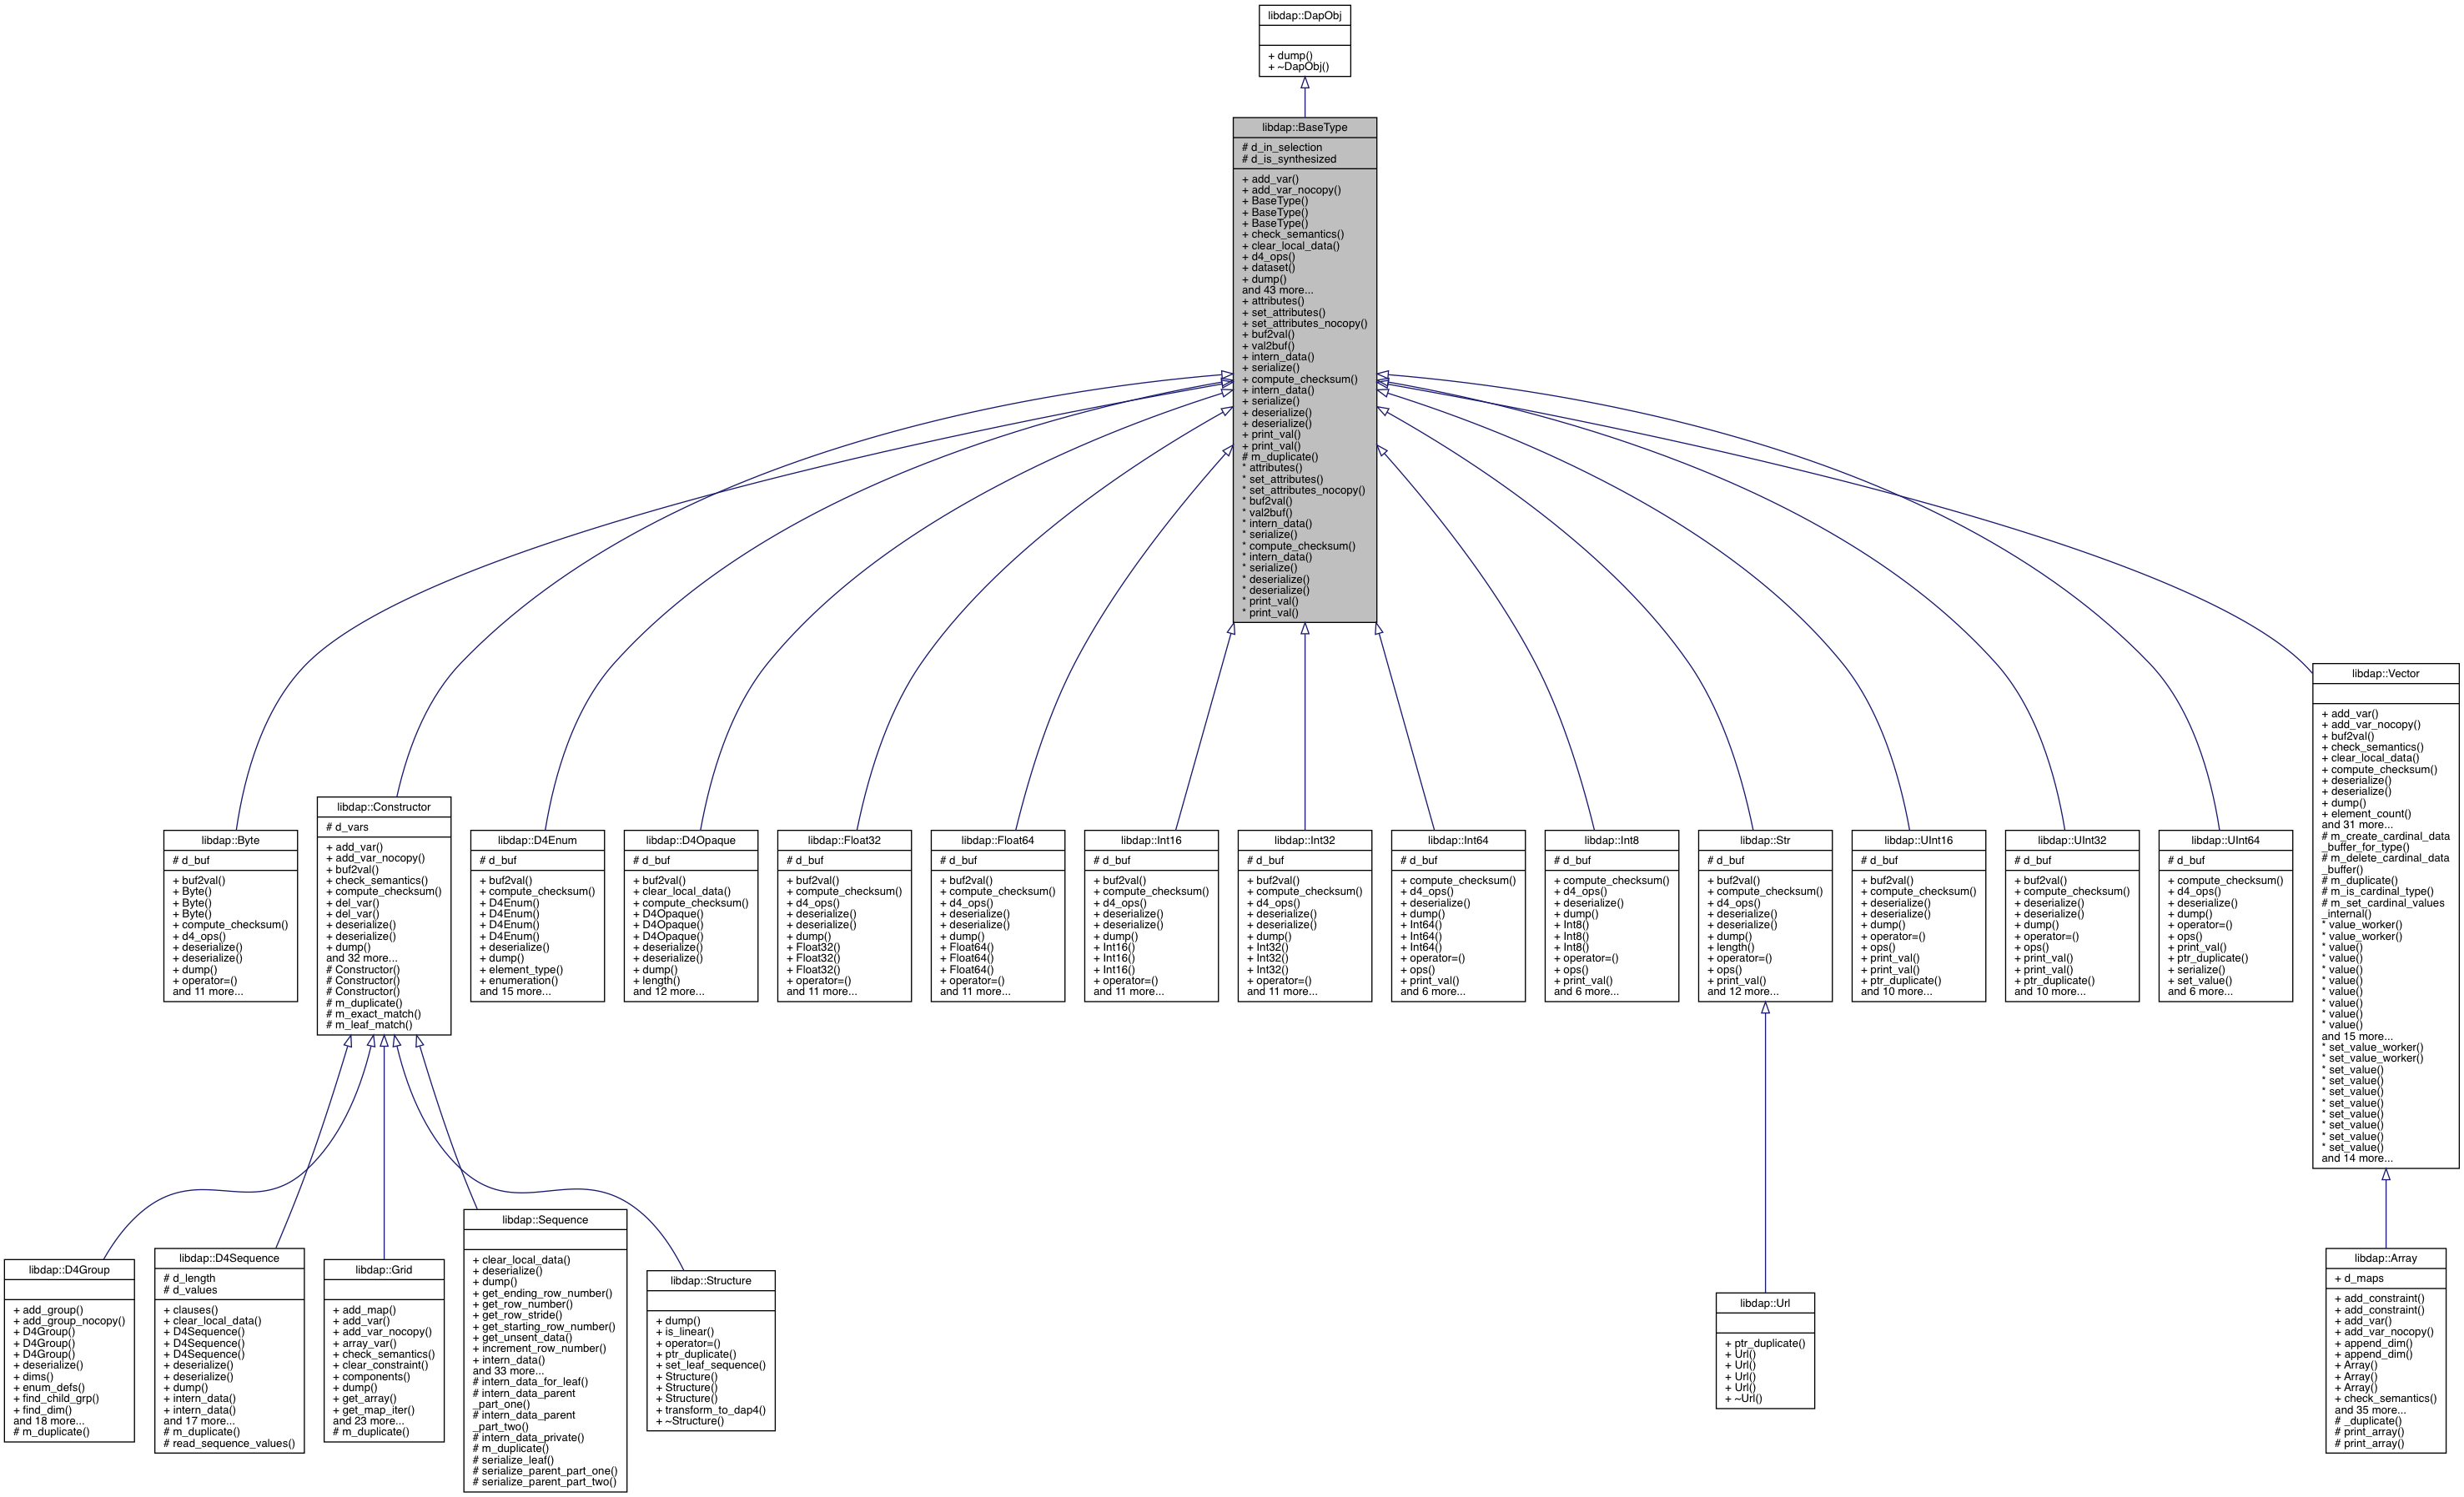 libdap::DapObj
+ dump()
+ ~DapObj()
libdap::BaseType
# d_in_selection
# d_is_synthesized
+ add_var()
+ add_var_nocopy()
+ BaseType()
+ BaseType()
+ BaseType()
+ check_semantics()
+ clear_local_data()
+ d4_ops()
+ dataset()
+ dump()
and 43 more...
+ attributes()
+ set_attributes()
+ set_attributes_nocopy()
+ buf2val()
+ val2buf()
+ intern_data()
+ serialize()
+ compute_checksum()
+ intern_data()
+ serialize()
+ deserialize()
+ deserialize()
+ print_val()
+ print_val()
# m_duplicate()
* attributes()
* set_attributes()
* set_attributes_nocopy()
* buf2val()
* val2buf()
* intern_data()
* serialize()
* compute_checksum()
* intern_data()
* serialize()
* deserialize()
* deserialize()
* print_val()
* print_val()
libdap::Byte
# d_buf
+ buf2val()
+ Byte()
+ Byte()
+ Byte()
+ compute_checksum()
+ d4_ops()
+ deserialize()
+ deserialize()
+ dump()
+ operator=()
and 11 more...
libdap::Constructor
# d_vars
+ add_var()
+ add_var_nocopy()
+ buf2val()
+ check_semantics()
+ compute_checksum()
+ del_var()
+ del_var()
+ deserialize()
+ deserialize()
+ dump()
and 32 more...
# Constructor()
# Constructor()
# Constructor()
# m_duplicate()
# m_exact_match()
# m_leaf_match()
libdap::D4Enum
# d_buf
+ buf2val()
+ compute_checksum()
+ D4Enum()
+ D4Enum()
+ D4Enum()
+ D4Enum()
+ deserialize()
+ dump()
+ element_type()
+ enumeration()
and 15 more...
libdap::D4Opaque
# d_buf
+ buf2val()
+ clear_local_data()
+ compute_checksum()
+ D4Opaque()
+ D4Opaque()
+ D4Opaque()
+ deserialize()
+ deserialize()
+ dump()
+ length()
and 12 more...
libdap::Float32
# d_buf
+ buf2val()
+ compute_checksum()
+ d4_ops()
+ deserialize()
+ deserialize()
+ dump()
+ Float32()
+ Float32()
+ Float32()
+ operator=()
and 11 more...
libdap::Float64
# d_buf
+ buf2val()
+ compute_checksum()
+ d4_ops()
+ deserialize()
+ deserialize()
+ dump()
+ Float64()
+ Float64()
+ Float64()
+ operator=()
and 11 more...
libdap::Int16
# d_buf
+ buf2val()
+ compute_checksum()
+ d4_ops()
+ deserialize()
+ deserialize()
+ dump()
+ Int16()
+ Int16()
+ Int16()
+ operator=()
and 11 more...
libdap::Int32
# d_buf
+ buf2val()
+ compute_checksum()
+ d4_ops()
+ deserialize()
+ deserialize()
+ dump()
+ Int32()
+ Int32()
+ Int32()
+ operator=()
and 11 more...
libdap::Int64
# d_buf
+ compute_checksum()
+ d4_ops()
+ deserialize()
+ dump()
+ Int64()
+ Int64()
+ Int64()
+ operator=()
+ ops()
+ print_val()
and 6 more...
libdap::Int8
# d_buf
+ compute_checksum()
+ d4_ops()
+ deserialize()
+ dump()
+ Int8()
+ Int8()
+ Int8()
+ operator=()
+ ops()
+ print_val()
and 6 more...
libdap::Str
# d_buf
+ buf2val()
+ compute_checksum()
+ d4_ops()
+ deserialize()
+ deserialize()
+ dump()
+ length()
+ operator=()
+ ops()
+ print_val()
and 12 more...
libdap::UInt16
# d_buf
+ buf2val()
+ compute_checksum()
+ deserialize()
+ deserialize()
+ dump()
+ operator=()
+ ops()
+ print_val()
+ print_val()
+ ptr_duplicate()
and 10 more...
libdap::UInt32
# d_buf
+ buf2val()
+ compute_checksum()
+ deserialize()
+ deserialize()
+ dump()
+ operator=()
+ ops()
+ print_val()
+ print_val()
+ ptr_duplicate()
and 10 more...
libdap::UInt64
# d_buf
+ compute_checksum()
+ d4_ops()
+ deserialize()
+ dump()
+ operator=()
+ ops()
+ print_val()
+ ptr_duplicate()
+ serialize()
+ set_value()
and 6 more...
libdap::Vector
+ add_var()
+ add_var_nocopy()
+ buf2val()
+ check_semantics()
+ clear_local_data()
+ compute_checksum()
+ deserialize()
+ deserialize()
+ dump()
+ element_count()
and 31 more...
# m_create_cardinal_data
_buffer_for_type()
# m_delete_cardinal_data
_buffer()
# m_duplicate()
# m_is_cardinal_type()
# m_set_cardinal_values
_internal()
* value_worker()
* value_worker()
* value()
* value()
* value()
* value()
* value()
* value()
* value()
* value()
and 15 more...
* set_value_worker()
* set_value_worker()
* set_value()
* set_value()
* set_value()
* set_value()
* set_value()
* set_value()
* set_value()
* set_value()
and 14 more...
libdap::D4Group
+ add_group()
+ add_group_nocopy()
+ D4Group()
+ D4Group()
+ D4Group()
+ deserialize()
+ dims()
+ enum_defs()
+ find_child_grp()
+ find_dim()
and 18 more...
# m_duplicate()
libdap::D4Sequence
# d_length
# d_values
+ clauses()
+ clear_local_data()
+ D4Sequence()
+ D4Sequence()
+ D4Sequence()
+ deserialize()
+ deserialize()
+ dump()
+ intern_data()
+ intern_data()
and 17 more...
# m_duplicate()
# read_sequence_values()
libdap::Grid
+ add_map()
+ add_var()
+ add_var_nocopy()
+ array_var()
+ check_semantics()
+ clear_constraint()
+ components()
+ dump()
+ get_array()
+ get_map_iter()
and 23 more...
# m_duplicate()
libdap::Sequence
+ clear_local_data()
+ deserialize()
+ dump()
+ get_ending_row_number()
+ get_row_number()
+ get_row_stride()
+ get_starting_row_number()
+ get_unsent_data()
+ increment_row_number()
+ intern_data()
and 33 more...
# intern_data_for_leaf()
# intern_data_parent
_part_one()
# intern_data_parent
_part_two()
# intern_data_private()
# m_duplicate()
# serialize_leaf()
# serialize_parent_part_one()
# serialize_parent_part_two()
libdap::Structure
+ dump()
+ is_linear()
+ operator=()
+ ptr_duplicate()
+ set_leaf_sequence()
+ Structure()
+ Structure()
+ Structure()
+ transform_to_dap4()
+ ~Structure()
libdap::Url
+ ptr_duplicate()
+ Url()
+ Url()
+ Url()
+ Url()
+ ~Url()
libdap::Array
+ d_maps
+ add_constraint()
+ add_constraint()
+ add_var()
+ add_var_nocopy()
+ append_dim()
+ append_dim()
+ Array()
+ Array()
+ Array()
+ check_semantics()
and 35 more...
# _duplicate()
# print_array()
# print_array()